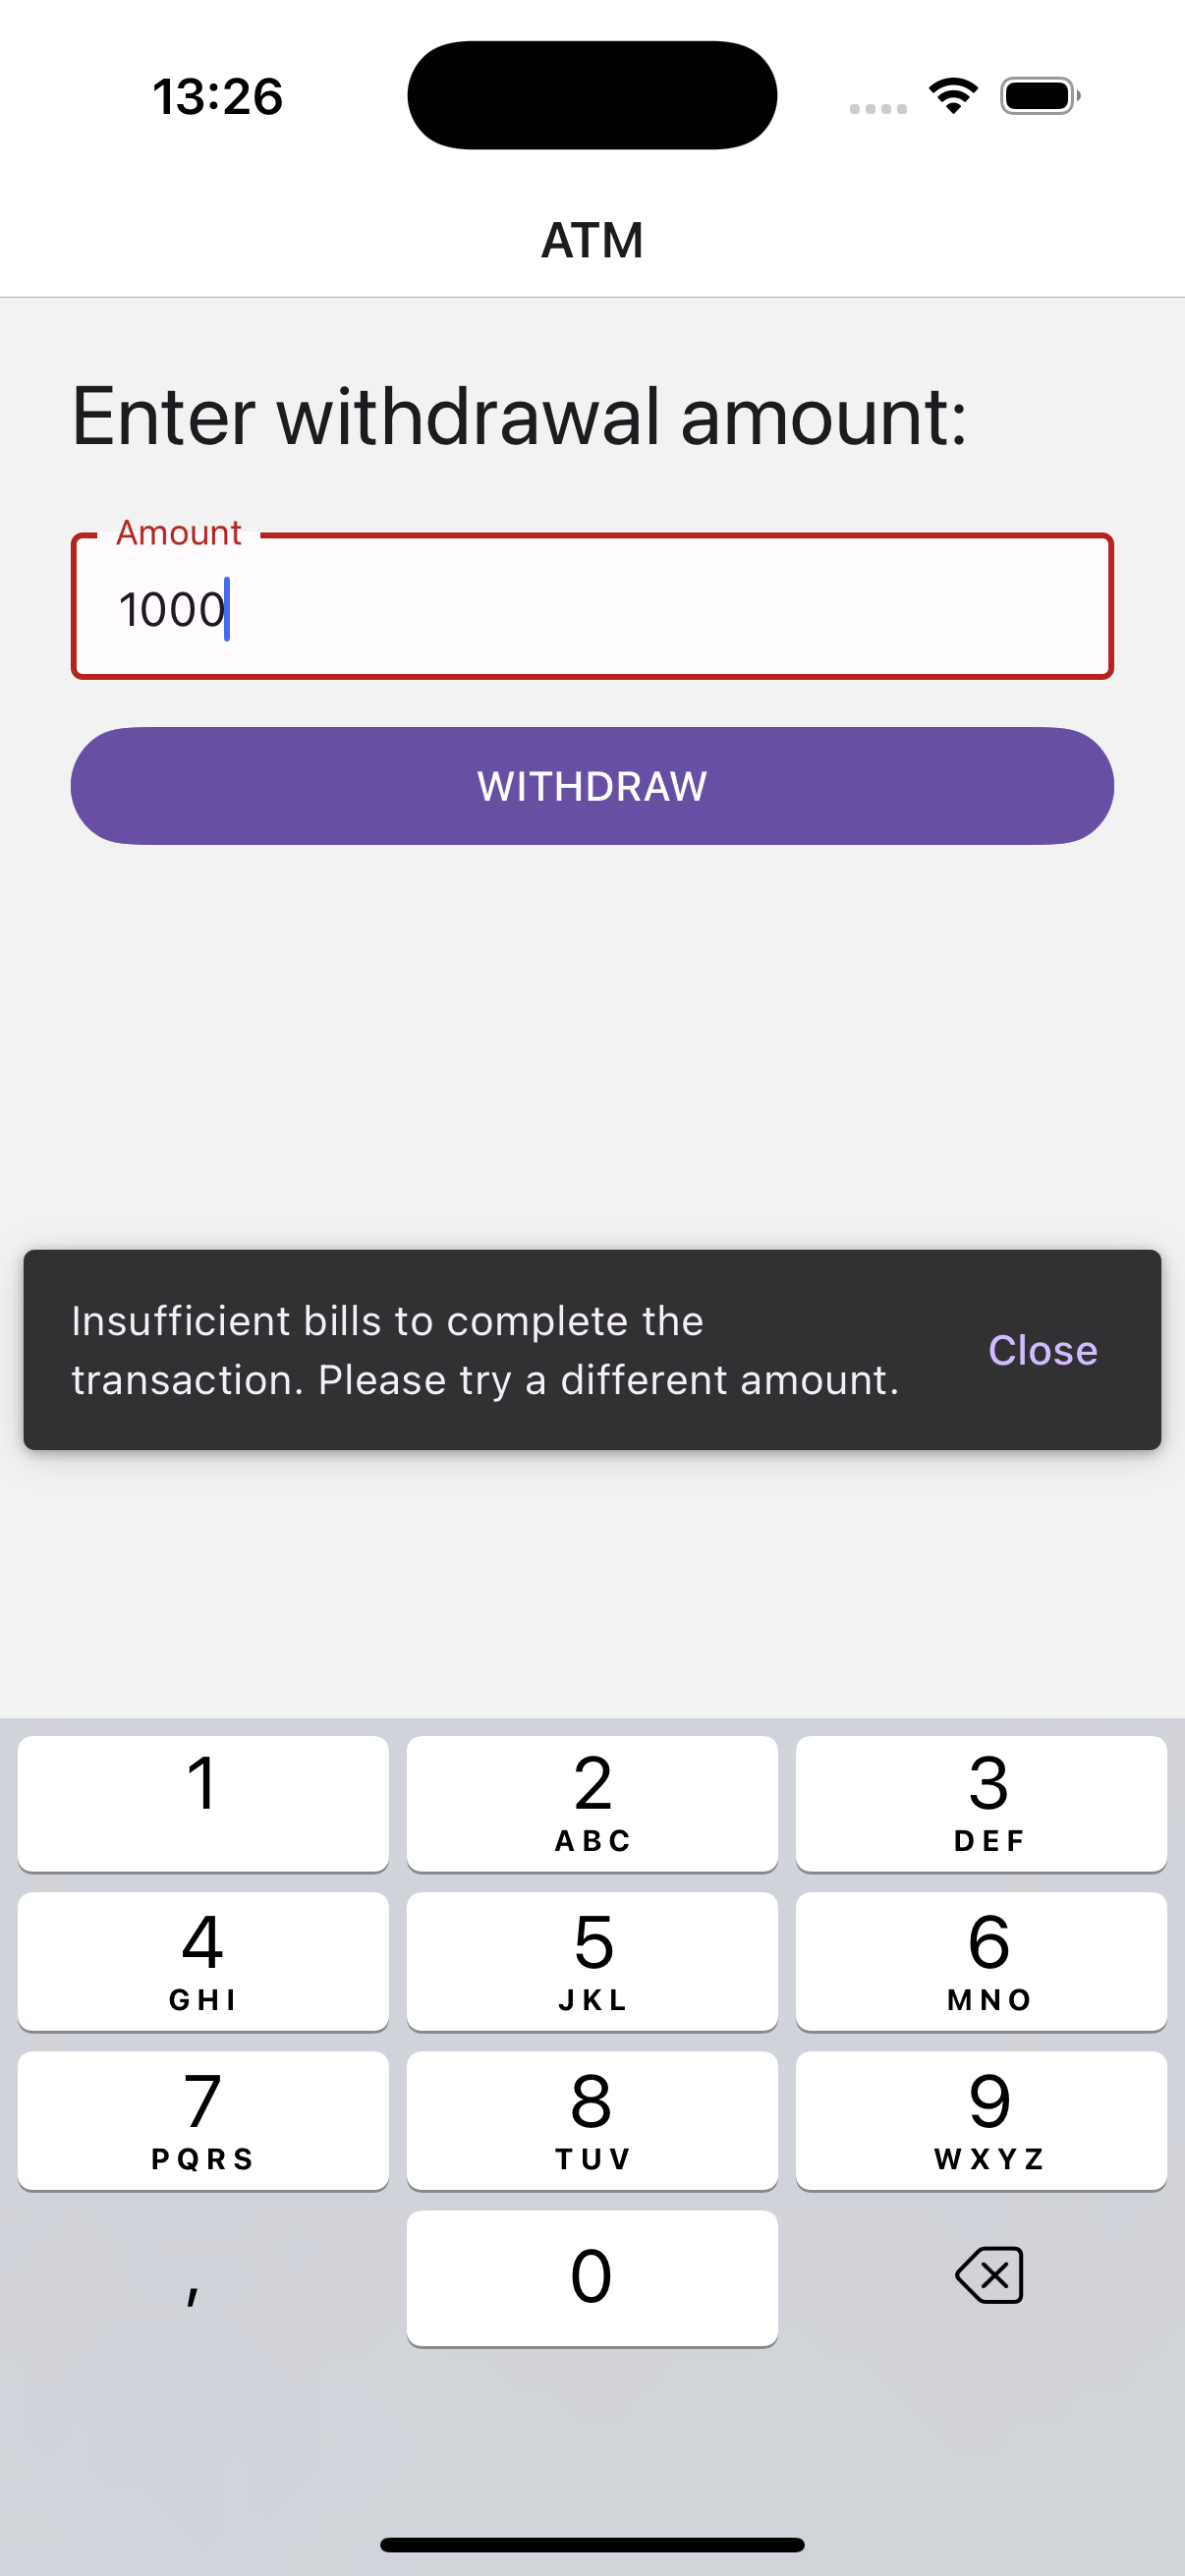 13:26
ATM
Enter withdrawal amount:
Amount
1000
WITHDRAW
Insufficient bills to complete the
transaction. Please try a different amount.
Close
1
2
ABC
3
DEF
4
GHI
5
JKL
6
MNO
7
PQRS
8
TUV
9
WXYZ
,
0